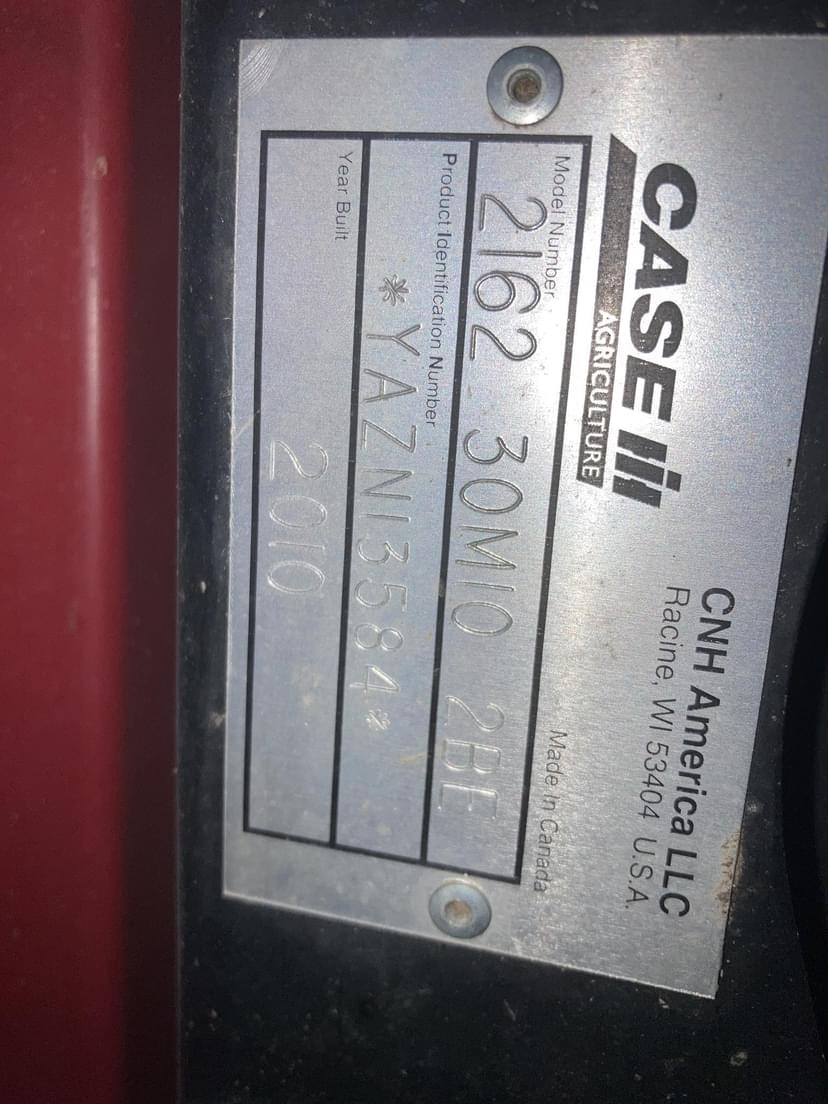 CASE IH
AGRICULTURE
CNH America LLC
Racine, WI 53404 U.S.A.
Model Number
Made In Canada
2162 30M10 2BE
Product Identification Number
*YAZN13584*
Year Built
2010